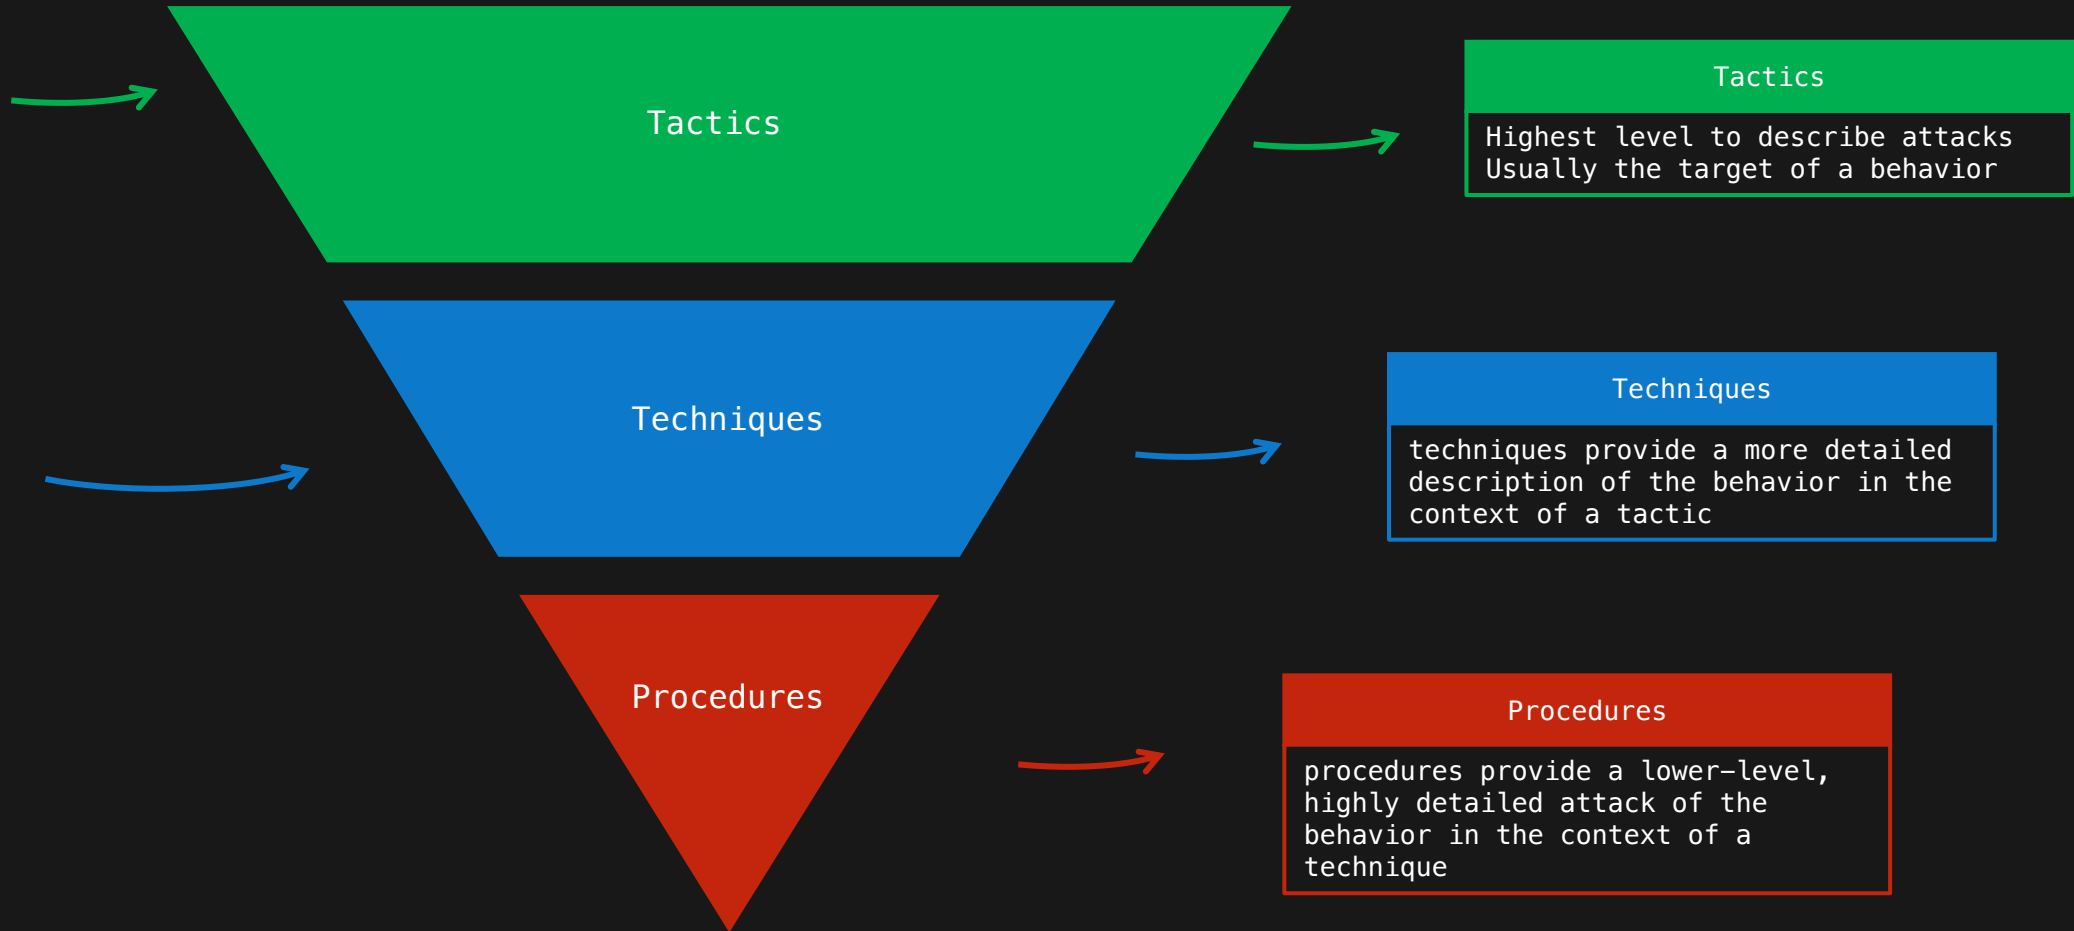 Tactics
Tactics
Highest level to describe attacks
Usually the target of a behavior
Techniques
Techniques
techniques provide a more detailed
description of the behavior in the
context of a tactic
Procedures
Procedures
procedures provide a lower–level,
highly detailed attack of the
behavior in the context of a
technique